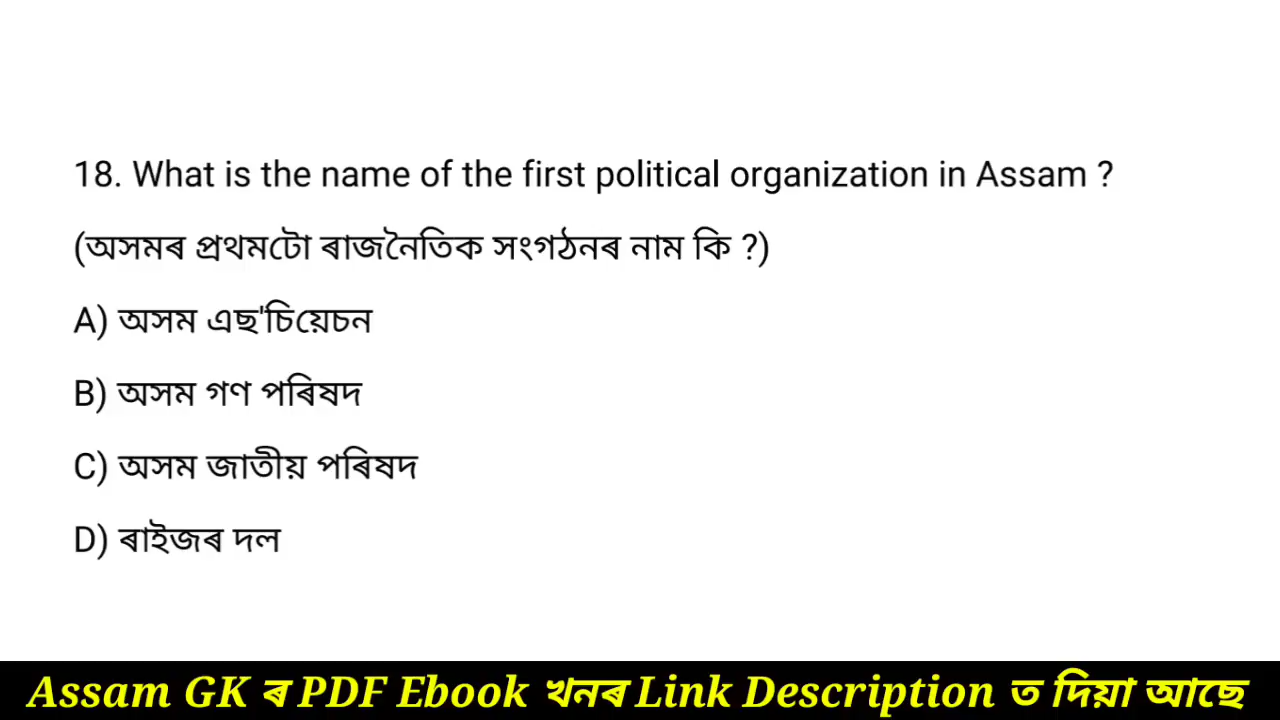 18. What is the name of the first political organization in Assam ?
(অসমৰ প্ৰথমটো ৰাজনৈতিক সংগঠনৰ নাম কি ?)
A) অসম এছ'চিয়েচন
B) অসম গণ পৰিষদ
C) অসম জাতীয় পৰিষদ
D) ৰাইজৰ দল
Assam GK ৰ PDF Ebook খনৰ Link Description ত দিয়া আছে